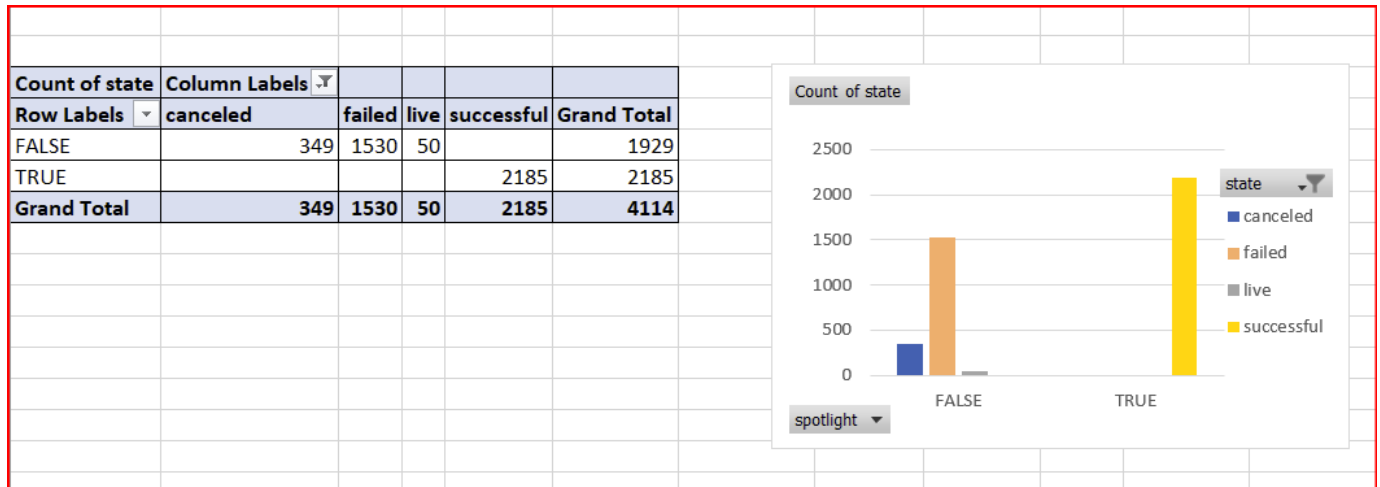 Count of state Column Labels
Row Labels canceled failed live successful Grand Total
FALSE 349 1530 50 1929
TRUE 2185 2185
Grand Total 349 1530 50 2185 4114
Count of state
2500
2000
1500
1000
500
0
FALSE TRUE
spotlight
state
canceled
failed
live
successful